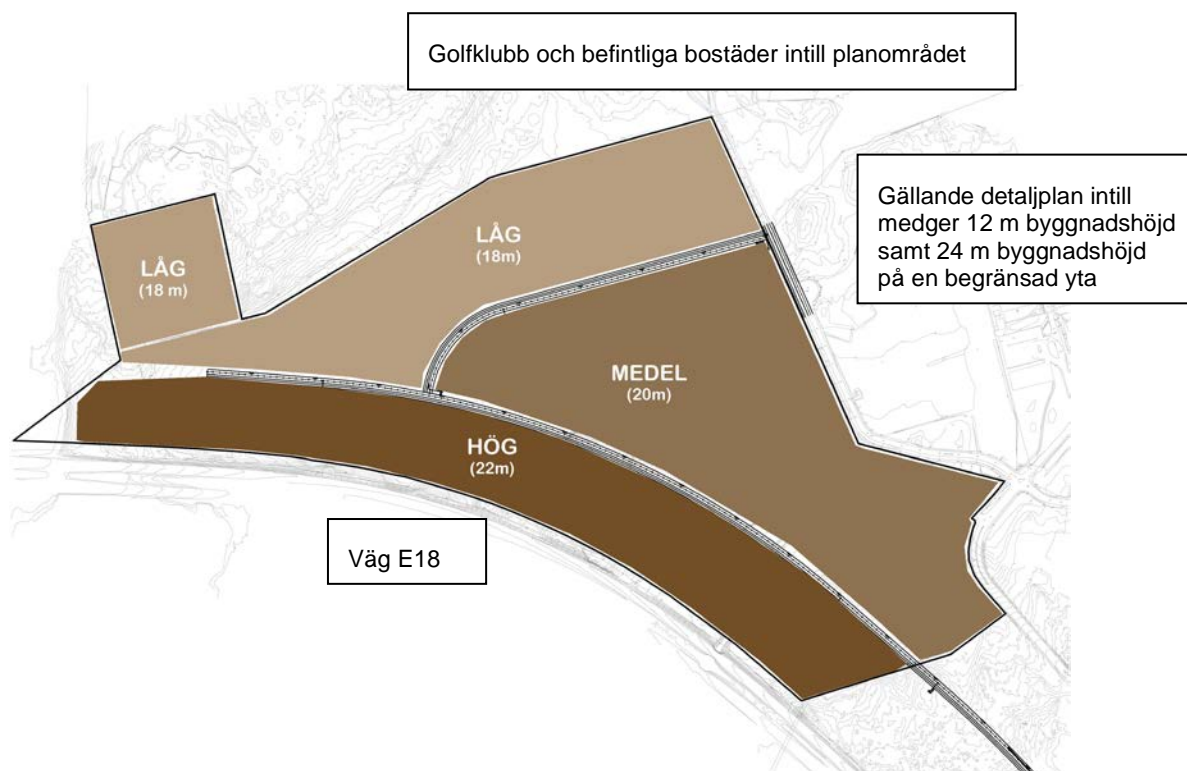 Golfklubb och befintliga bostäder intill planområdet
Gällande detaljplan intill
medger 12 m byggnadshöjd
samt 24 m byggnadshöjd
på en begränsad yta
LÅG
(18m)
LÅG
(18 m)
MEDEL
(20m)
HÖG
(22m)
Väg E18